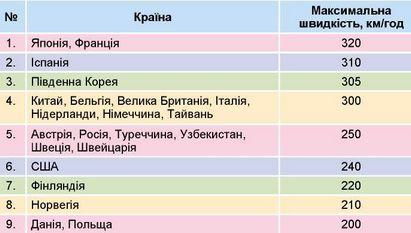 № Країна Максимальна
швидкість, км/год
1. Японія, Франція 320
2. Іспанія 310
3. Південна Корея 305
4. Китай, Бельгія, Велика Британія, Італія, 300
Нідерланди, Німеччина, Тайвань
5. Австрія, Росія, Туреччина, Узбекистан, 250
Швеція, Швейцарія
6. США 240
7. Фінляндія 220
8. Норвегія 210
9. Данія, Польща 200